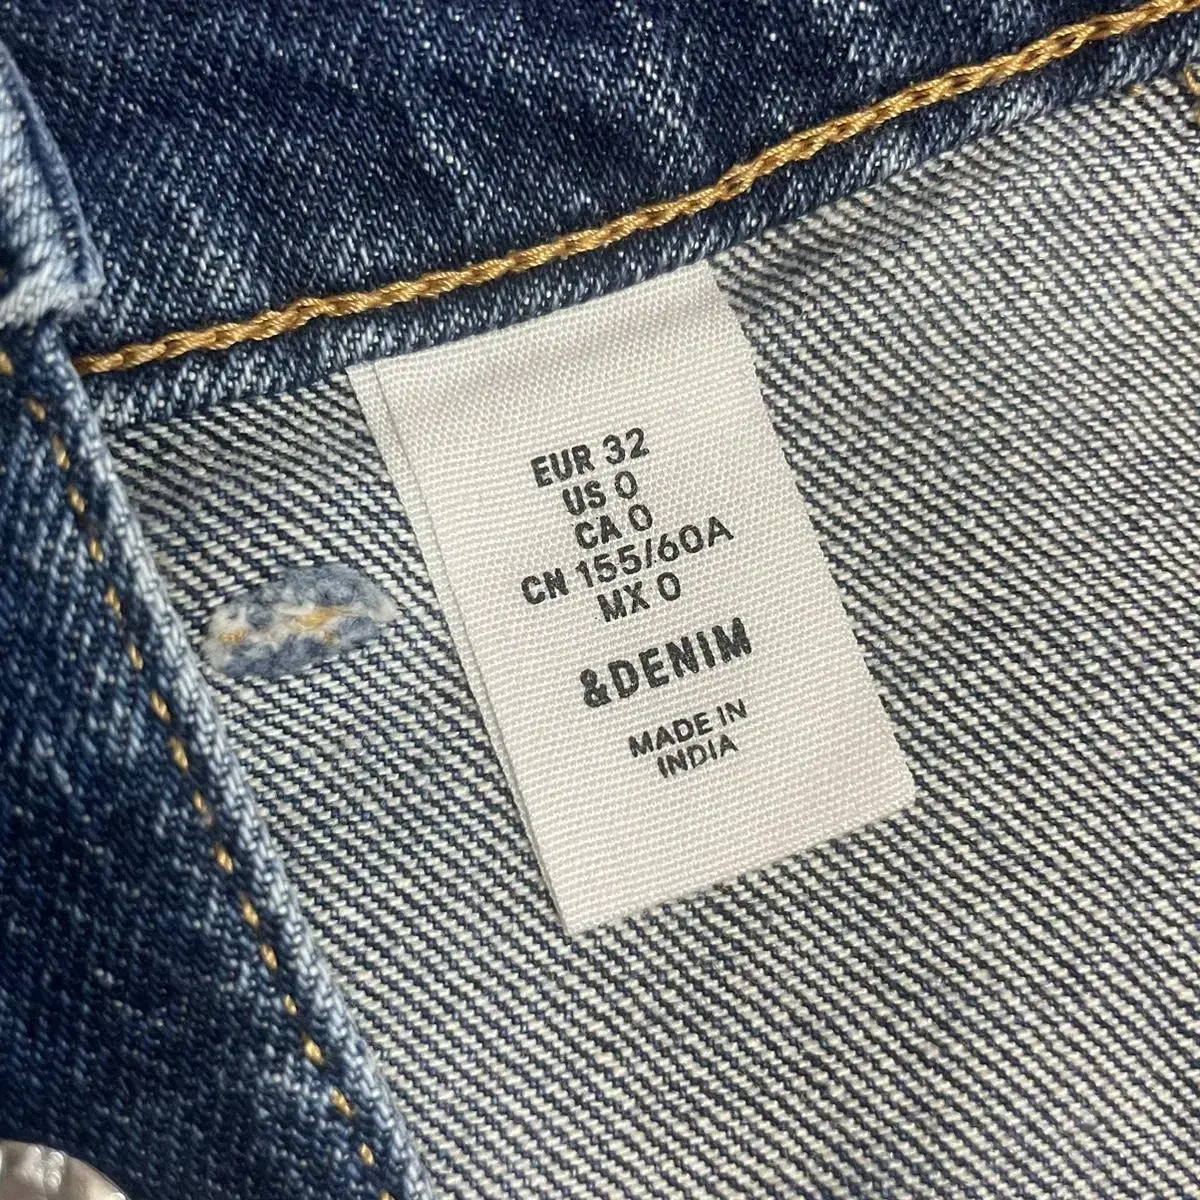 EUR 32
US 0
CA 0
CN 155/60A
MX 0
&DENIM
MADE IN
INDIA